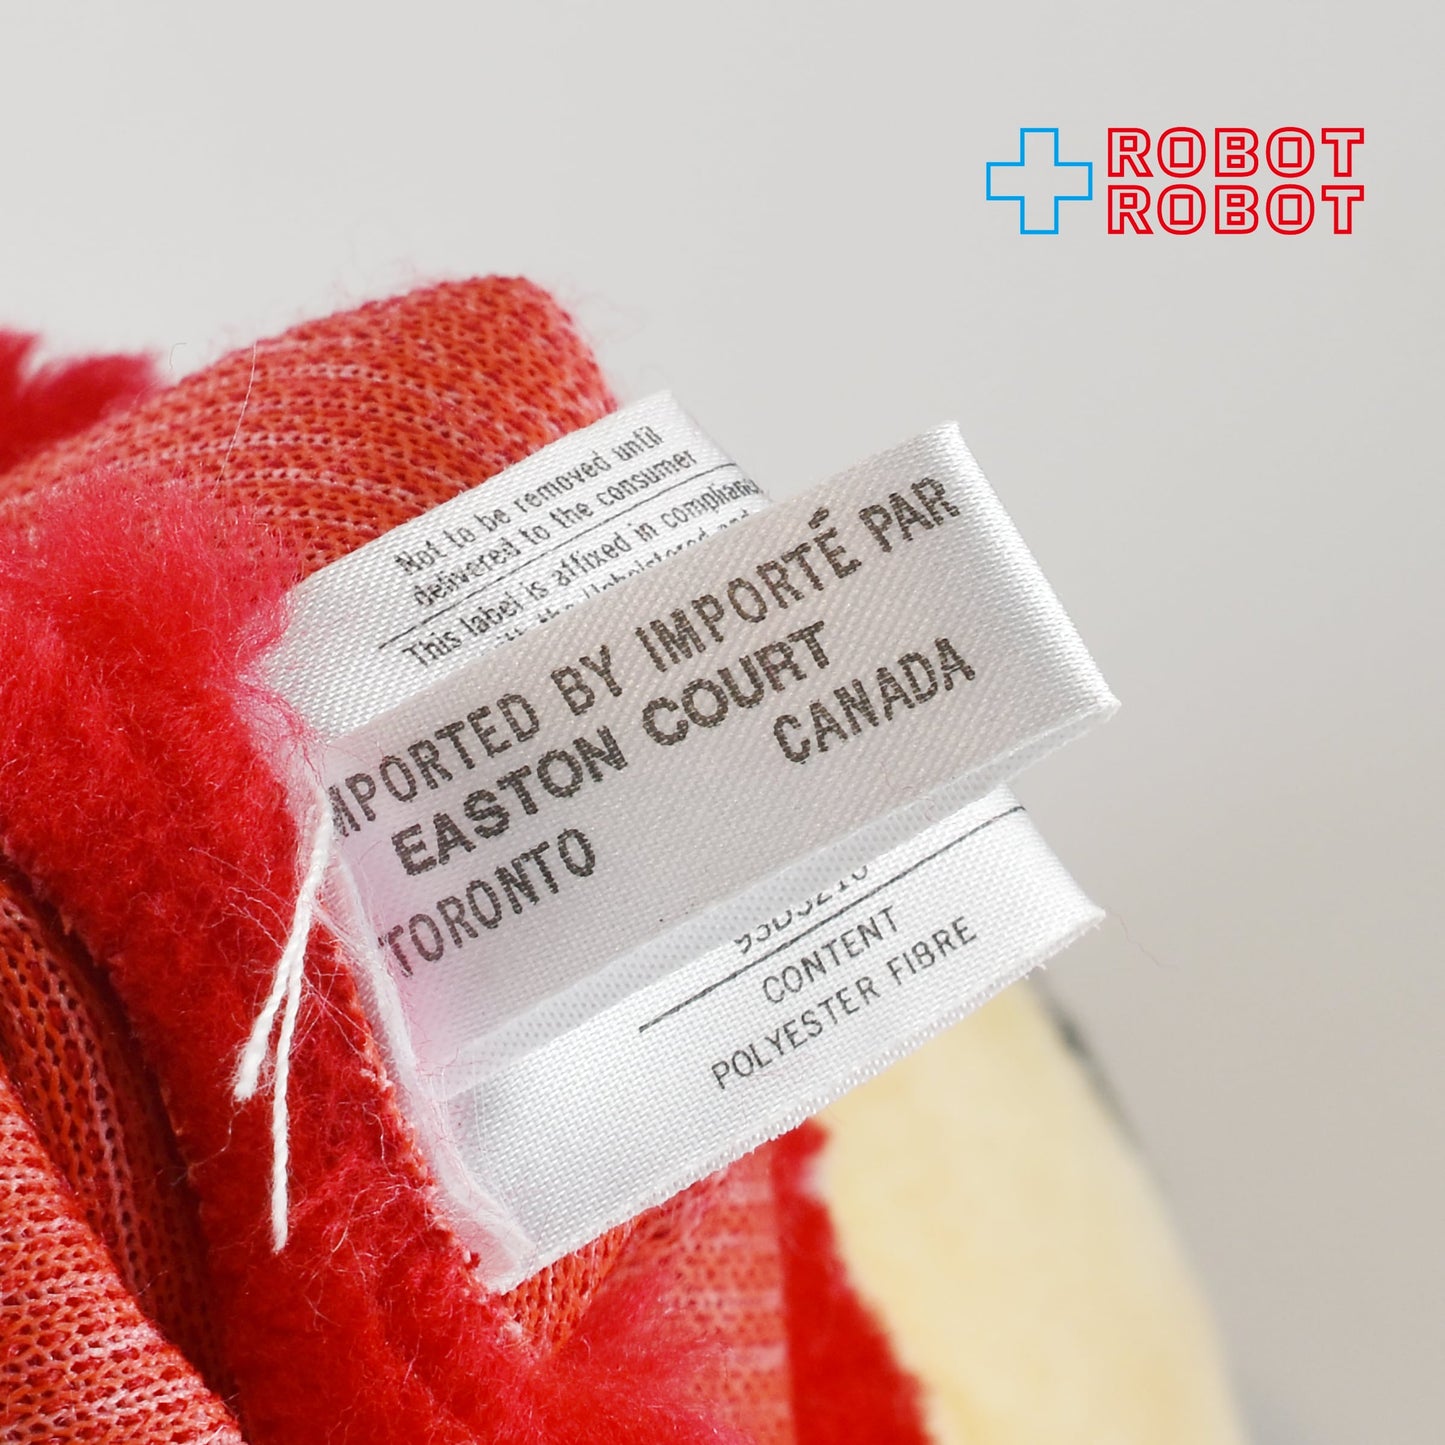 ROBOT
ROBOT
Not to be removed until
delivered to the consumer
This label is affixed in compliance
IMPORTED BY IMPORTÉ PAR
EASTON COURT
TORONTO CANADA
CONTENT
POLYESTER FIBRE